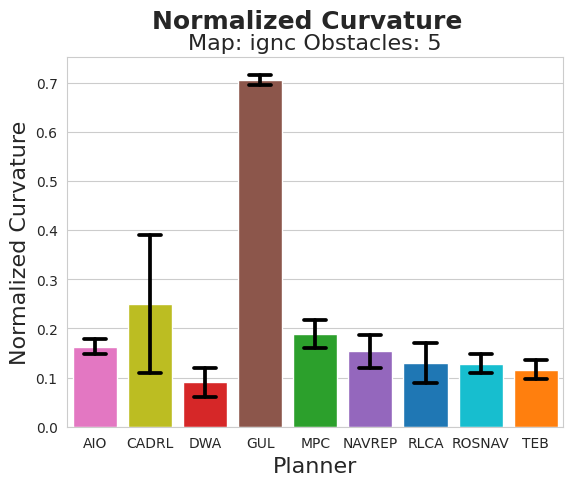 Normalized Curvature
Map: ignc Obstacles: 5
Normalized Curvature
0.7
0.6
0.5
0.4
0.3
0.2
0.1
0.0
AIO CADRL DWA GUL MPC NAVREP RLCA ROSNAV TEB
Planner